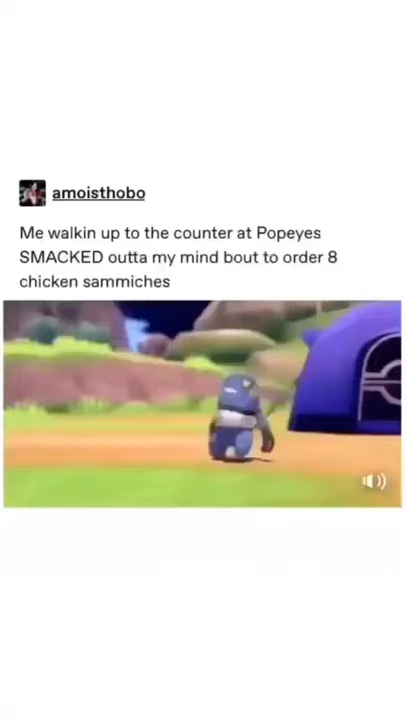 amoisthobo
Me walkin up to the counter at Popeyes
SMACKED outta my mind bout to order 8
chicken sammiches